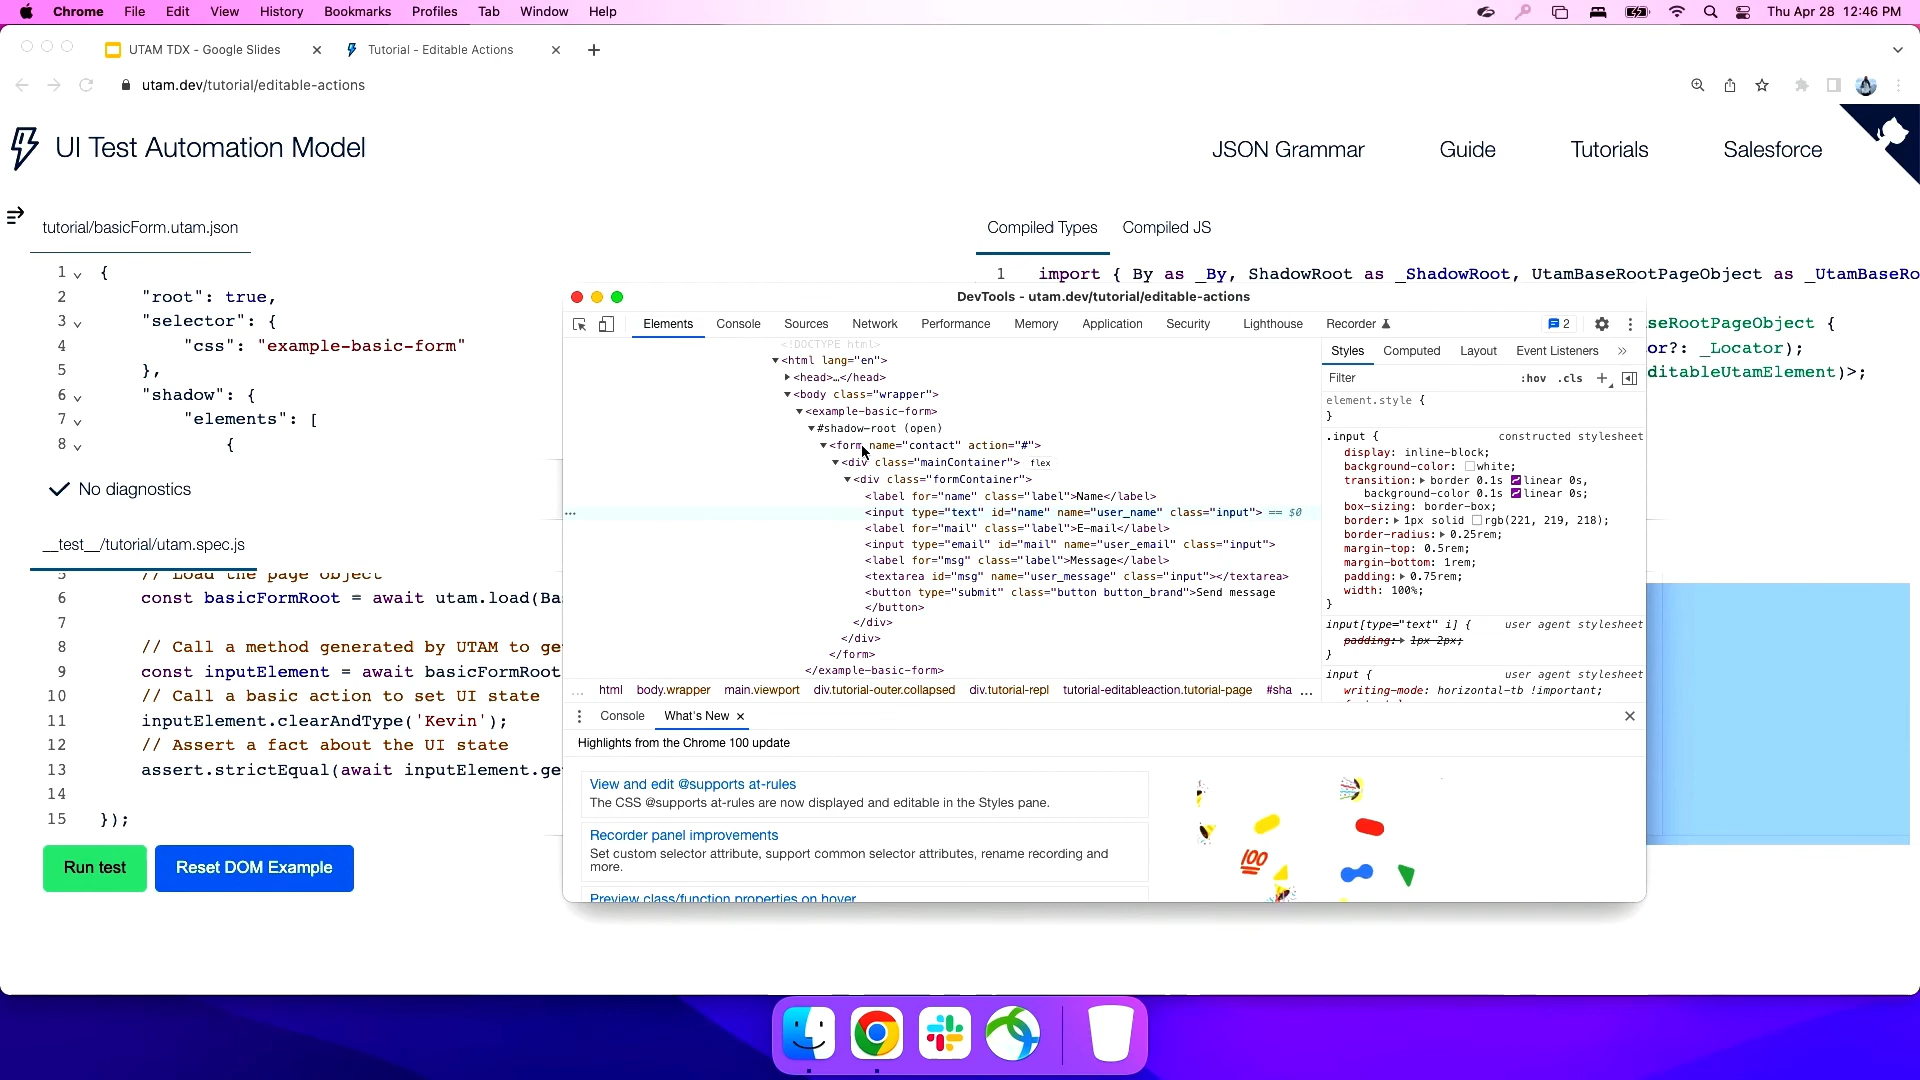 Chrome File Edit View History Bookmarks Profiles Tab Window Help Thu Apr 28 12:46 PM
UTAM TDX - Google Slides Tutorial - Editable Actions
utam.dev/tutorial/editable-actions
UI Test Automation Model JSON Grammar Guide Tutorials Salesforce
tutorial/basicForm.utam.json
1 {
2 "root": true,
3 "selector": {
4 "css": "example-basic-form"
5 },
6 "shadow": {
7 "elements": [
8 {
No diagnostics
__test__/tutorial/utam.spec.js
5 // Load the page object
6 const basicFormRoot = await utam.load(Ba
7
8 // Call a method generated by UTAM to ge
9 const inputElement = await basicFormRoot
10 // Call a basic action to set UI state
11 inputElement.clearAndType('Kevin');
12 // Assert a fact about the UI state
13 assert.strictEqual(await inputElement.ge
14
15 });
Run test Reset DOM Example
Compiled Types Compiled JS
1 import { By as _By, ShadowRoot as _ShadowRoot, UtamBaseRootPageObject as _UtamBaseRo
seRootPageObject {
or?: _Locator);
ditableUtamElement)>;
DevTools - utam.dev/tutorial/editable-actions
Elements Console Sources Network Performance Memory Application Security Lighthouse Recorder 2
<!DOCTYPE html>
<html lang="en">
<head>…</head>
<body class="wrapper">
<example-basic-form>
#shadow-root (open)
<form name="contact" action="#">
<div class="mainContainer"> flex
<div class="formContainer">
<label for="name" class="label">Name</label>
… <input type="text" id="name" name="user_name" class="input"> == $0
<label for="mail" class="label">E-mail</label>
<input type="email" id="mail" name="user_email" class="input">
<label for="msg" class="label">Message</label>
<textarea id="msg" name="user_message" class="input"></textarea>
<button type="submit" class="button button_brand">Send message
</button>
</div>
</div>
</form>
</example-basic-form>
… html body.wrapper main.viewport div.tutorial-outer.collapsed div.tutorial-repl tutorial-editableaction.tutorial-page #sha …
Styles Computed Layout Event Listeners »
Filter :hov .cls +
element.style {
}
.input { constructed stylesheet
display: inline-block;
background-color: white;
transition: border 0.1s linear 0s,
background-color 0.1s linear 0s;
box-sizing: border-box;
border: 1px solid rgb(221, 219, 218);
border-radius: 0.25rem;
margin-top: 0.5rem;
margin-bottom: 1rem;
padding: 0.75rem;
width: 100%;
}
input[type="text" i] { user agent stylesheet
padding: 1px 2px;
}
input { user agent stylesheet
writing-mode: horizontal-tb !important;
Console What's New
Highlights from the Chrome 100 update
View and edit @supports at-rules
The CSS @supports at-rules are now displayed and editable in the Styles pane.
Recorder panel improvements
Set custom selector attribute, support common selector attributes, rename recording and
more.
Preview class/function properties on hover
100